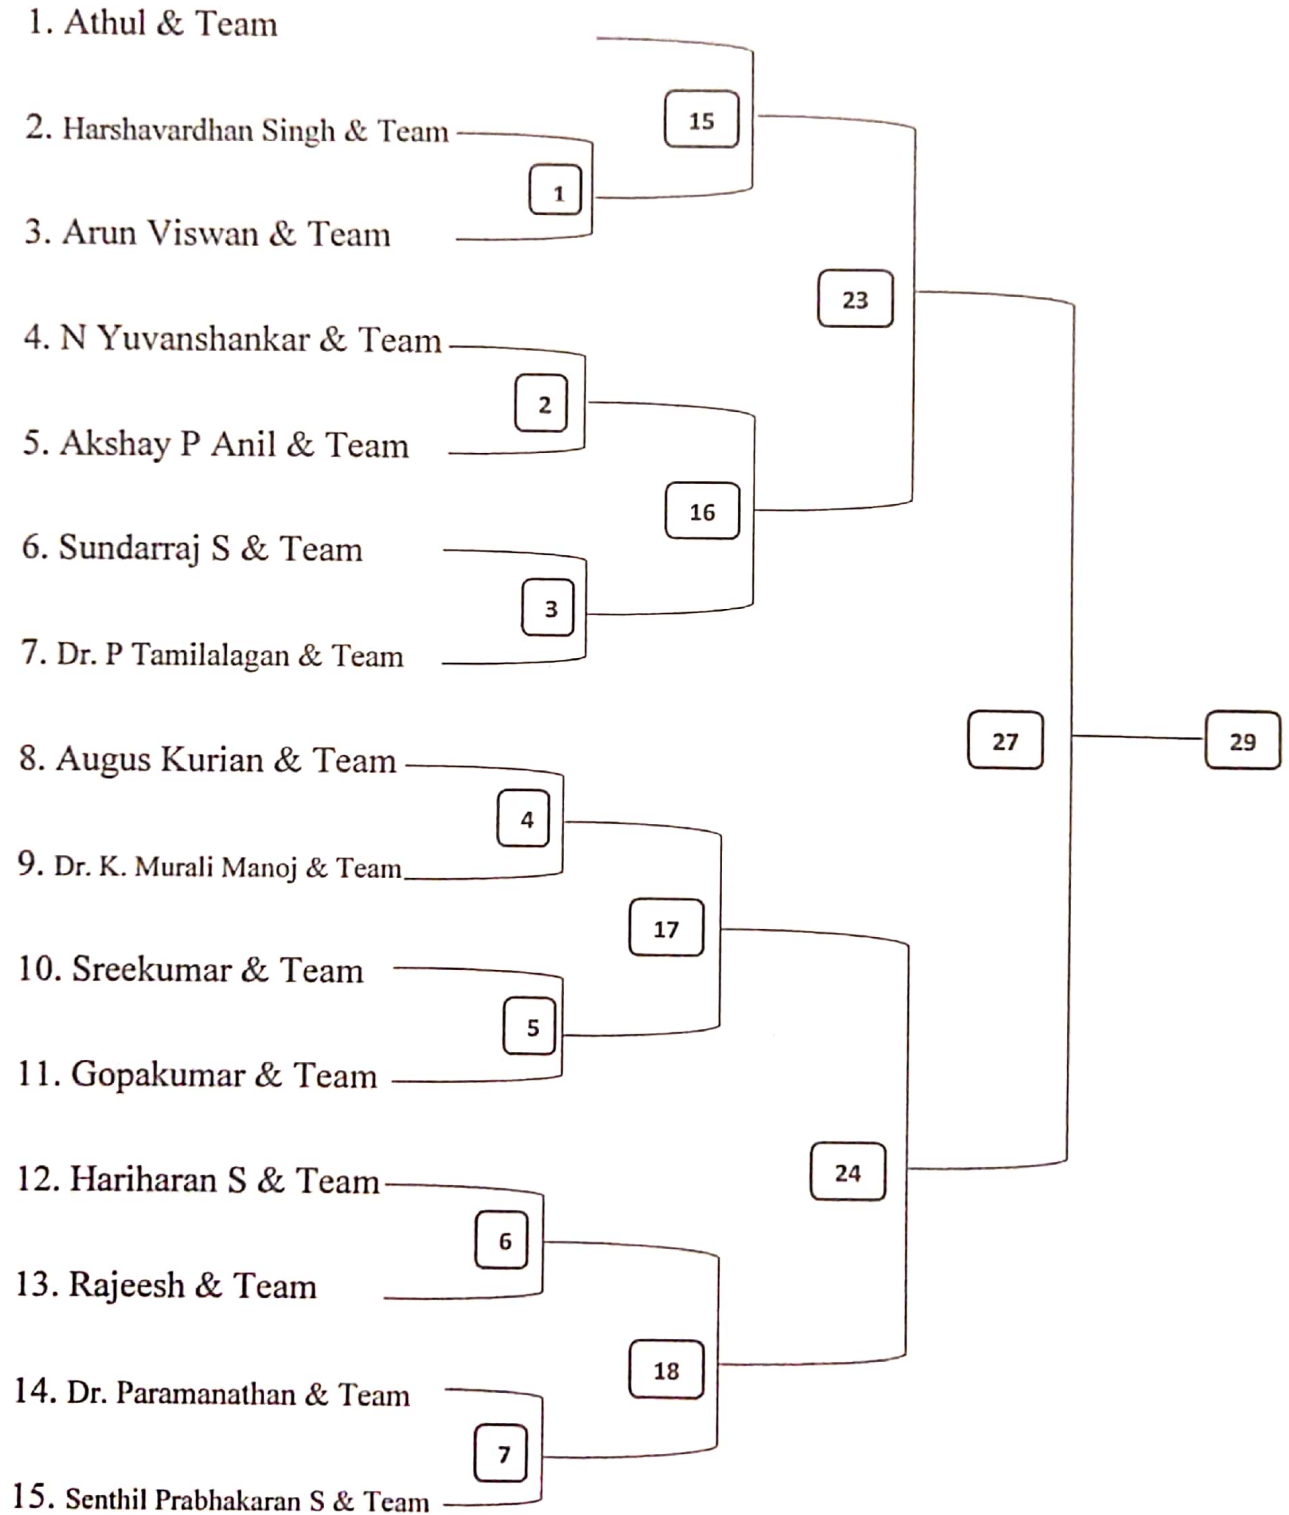 1. Athul & Team
15
2. Harshavardhan Singh & Team
1
3. Arun Viswan & Team
23
4. N Yuvanshankar & Team
2
5. Akshay P Anil & Team
16
6. Sundarraj S & Team
3
7. Dr. P Tamilalagan & Team
27
29
8. Augus Kurian & Team
4
9. Dr. K. Murali Manoj & Team
17
10. Sreekumar & Team
5
11. Gopakumar & Team
24
12. Hariharan S & Team
6
13. Rajeesh & Team
18
14. Dr. Paramanathan & Team
7
15. Senthil Prabhakaran S & Team